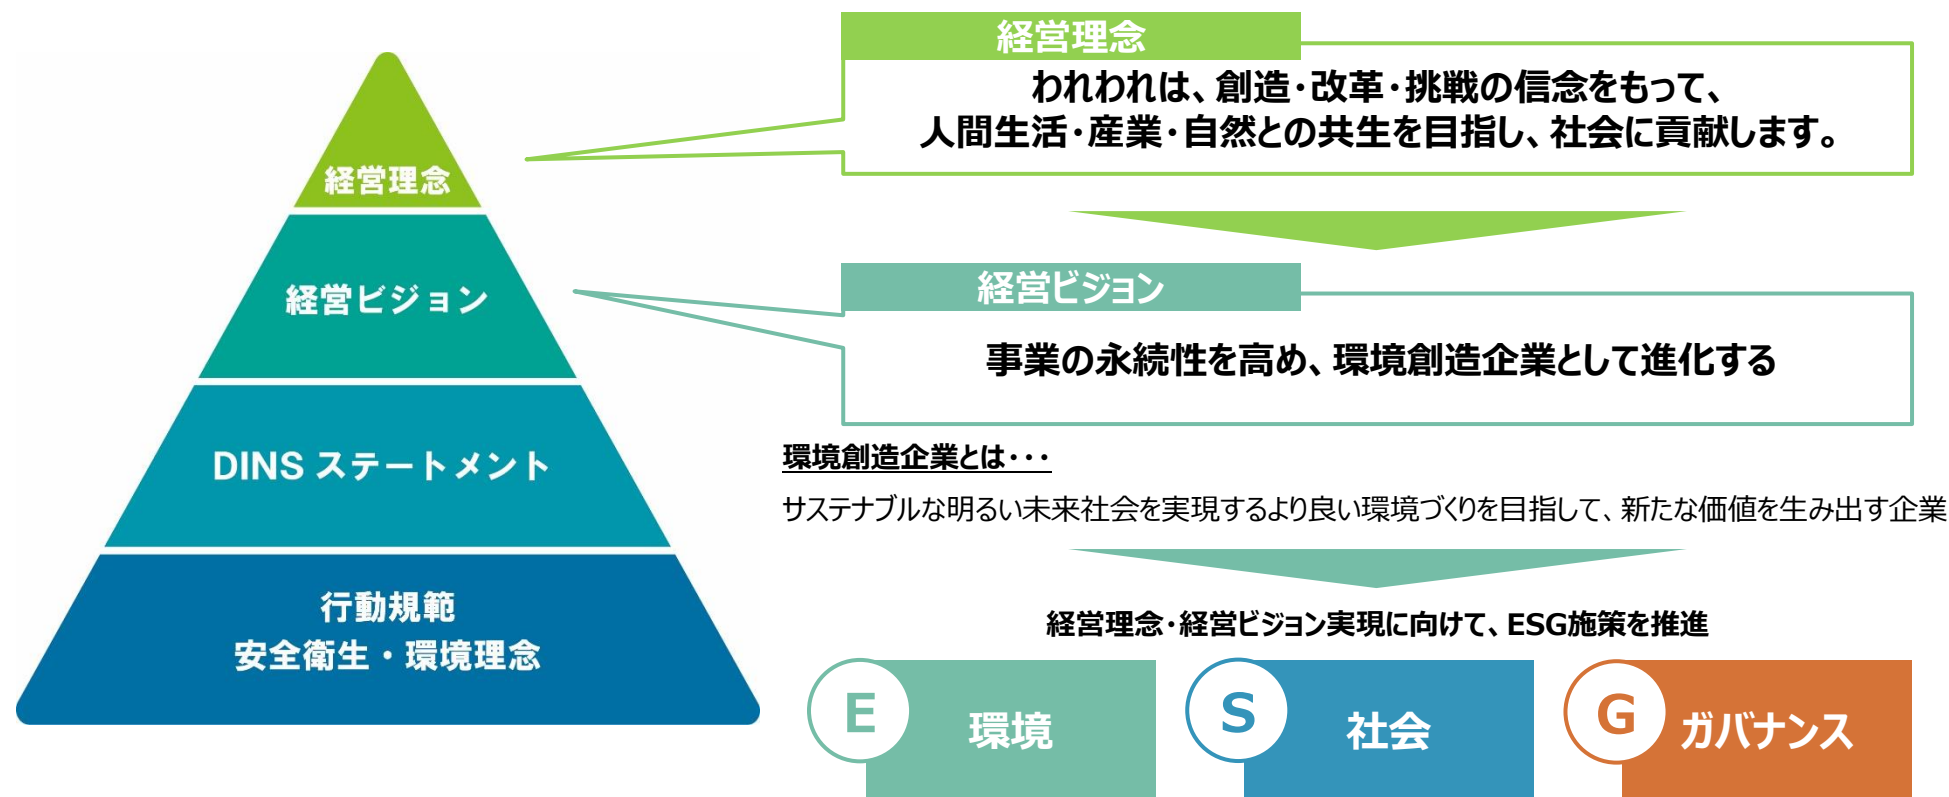 経営理念
経営ビジョン
DINS ステートメント
行動規範
安全衛生・環境理念
経営理念
われわれは、創造・改革・挑戦の信念をもって、
人間生活・産業・自然との共生を目指し、社会に貢献します。
経営ビジョン
事業の永続性を高め、環境創造企業として進化する
環境創造企業とは・・・
サステナブルな明るい未来社会を実現するより良い環境づくりを目指して、新たな価値を生み出す企業
経営理念・経営ビジョン実現に向けて、ESG施策を推進
E
環境
S
社会
G
ガバナンス